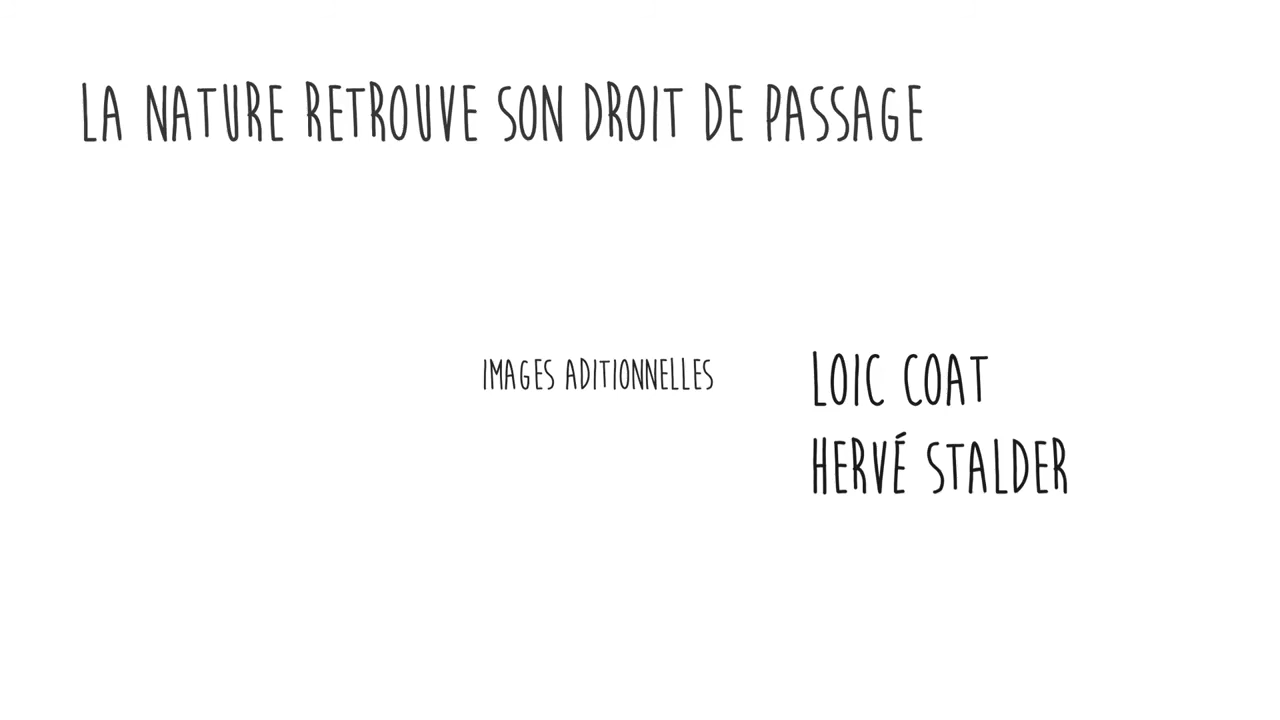 LA NATURE RETROUVE SON DROIT DE PASSAGE
IMAGES ADITIONNELLES
LOIC COAT
HERVÉ STALDER